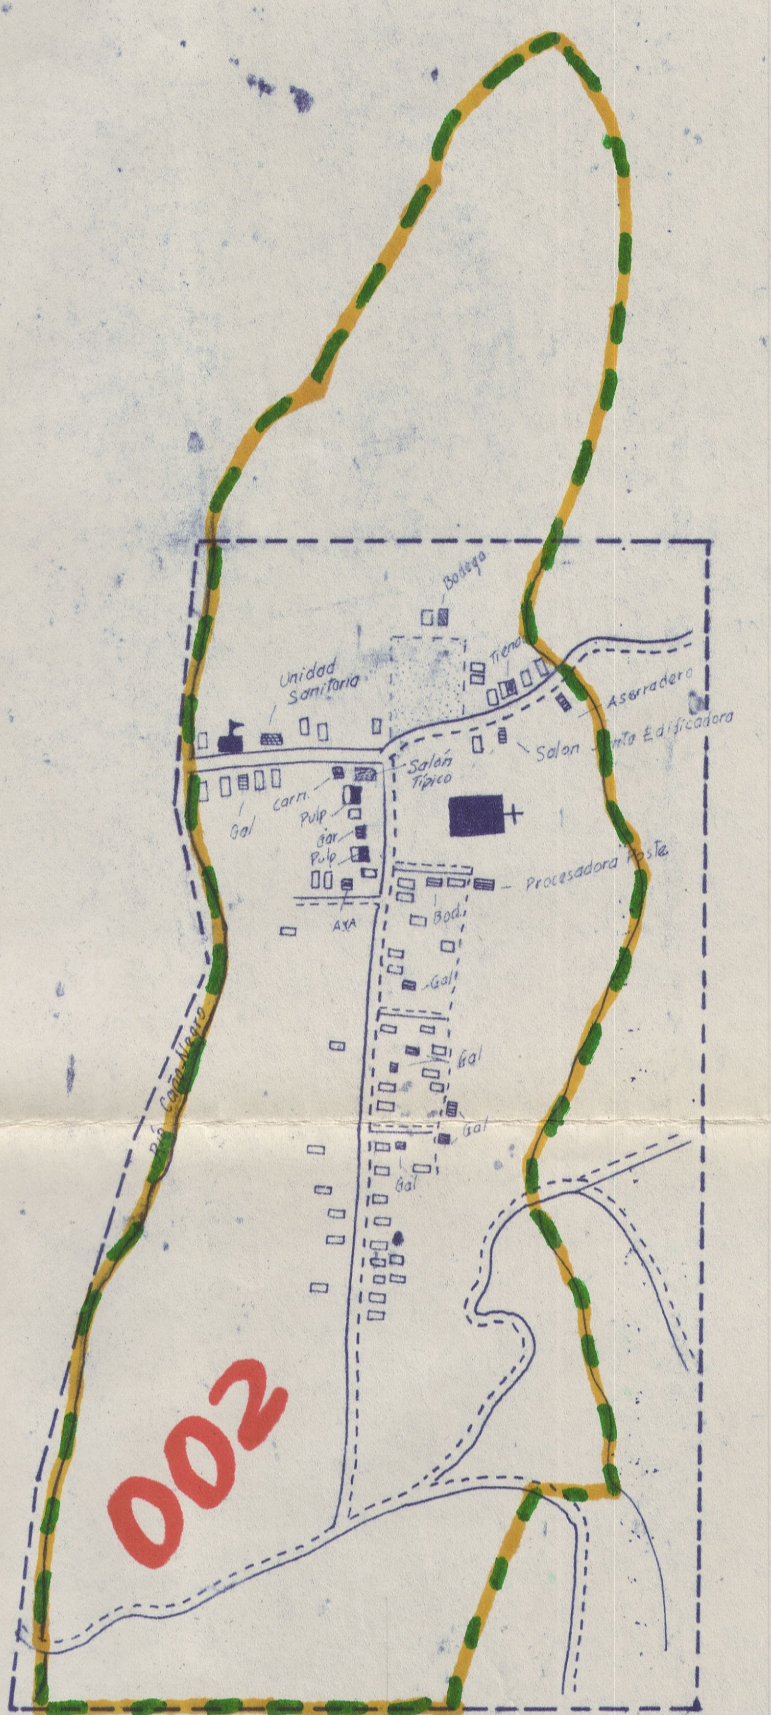 Bodega
Tienda
Unidad
Sanitaria
Aserradero
Salon
Edificadora
Salón
Típico
Carn.
Gal
Pulp
Gar
Pulp
Procesadora Poste
Bod.
AyA
Gal
Río Caño Negro
Gal
Gal
Gal
002